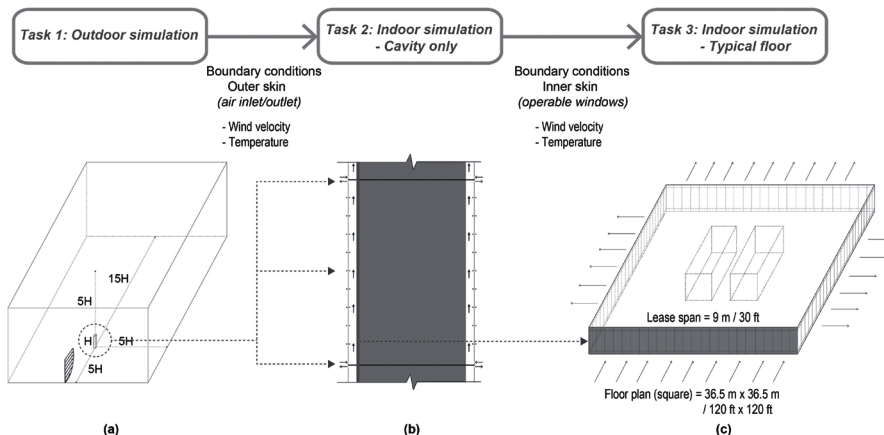 Task 1: Outdoor simulation
Task 2: Indoor simulation
- Cavity only
Task 3: Indoor simulation
- Typical floor
Boundary conditions
Outer skin
(air inlet/outlet)
- Wind velocity
- Temperature
Boundary conditions
Inner skin
(operable windows)
- Wind velocity
- Temperature
15H
5H
H
5H
5H
Lease span = 9 m / 30 ft
Floor plan (square) = 36.5 m x 36.5 m
/ 120 ft x 120 ft
(a)
(b)
(c)